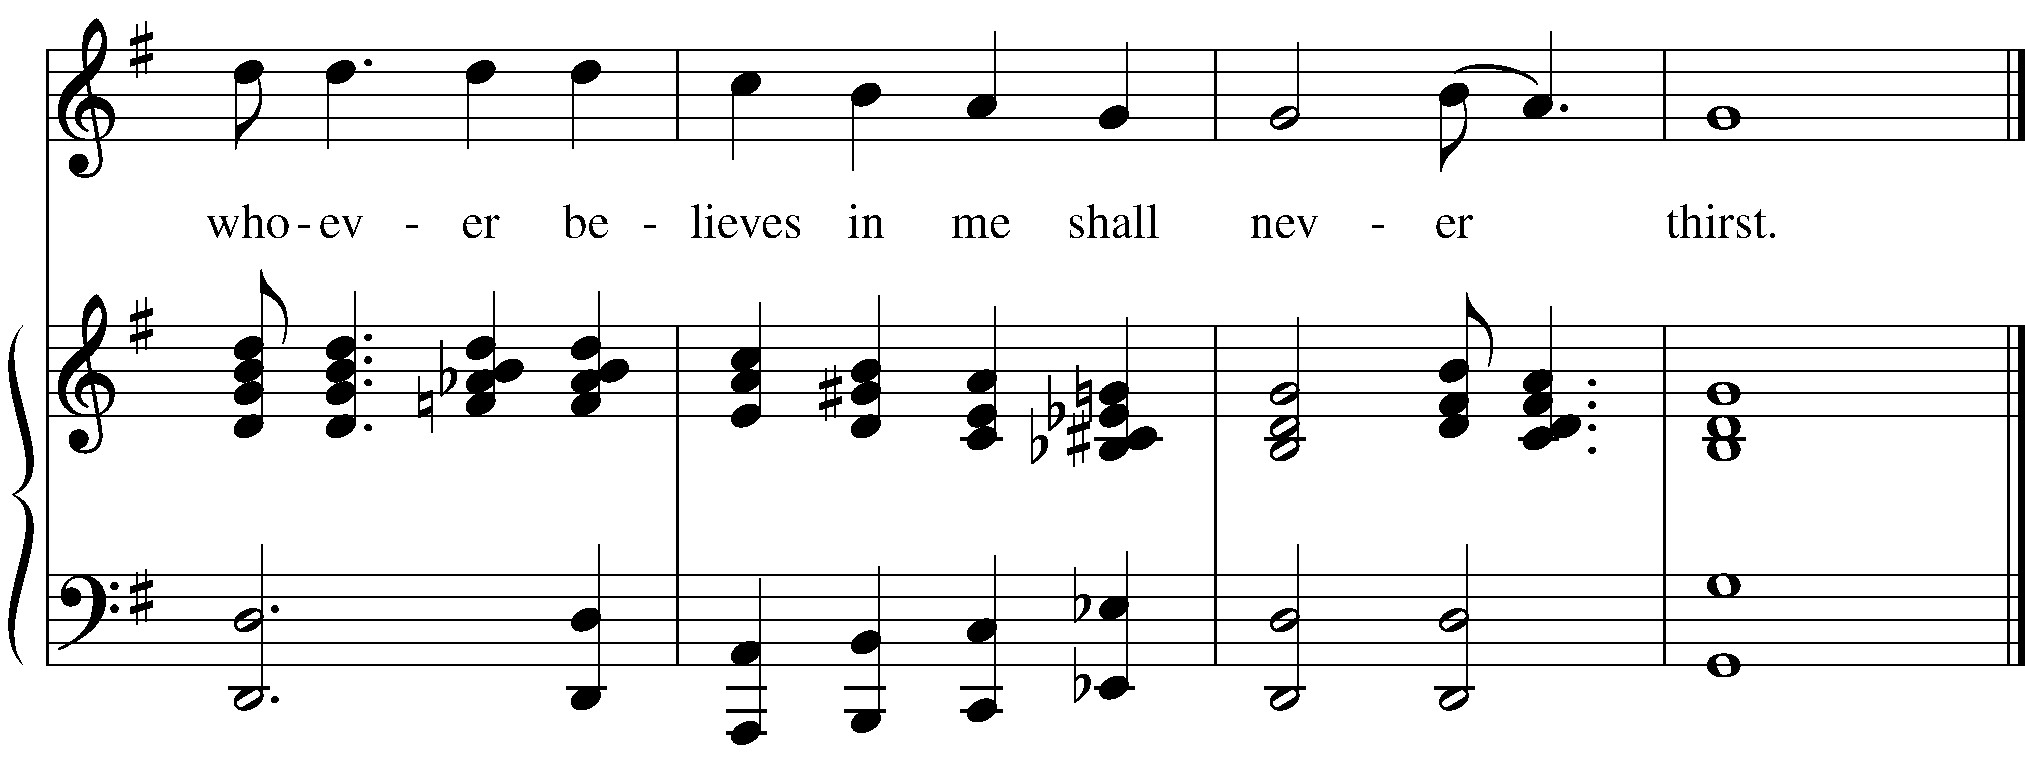 who-ev - er be - lieves in me shall nev - er thirst.